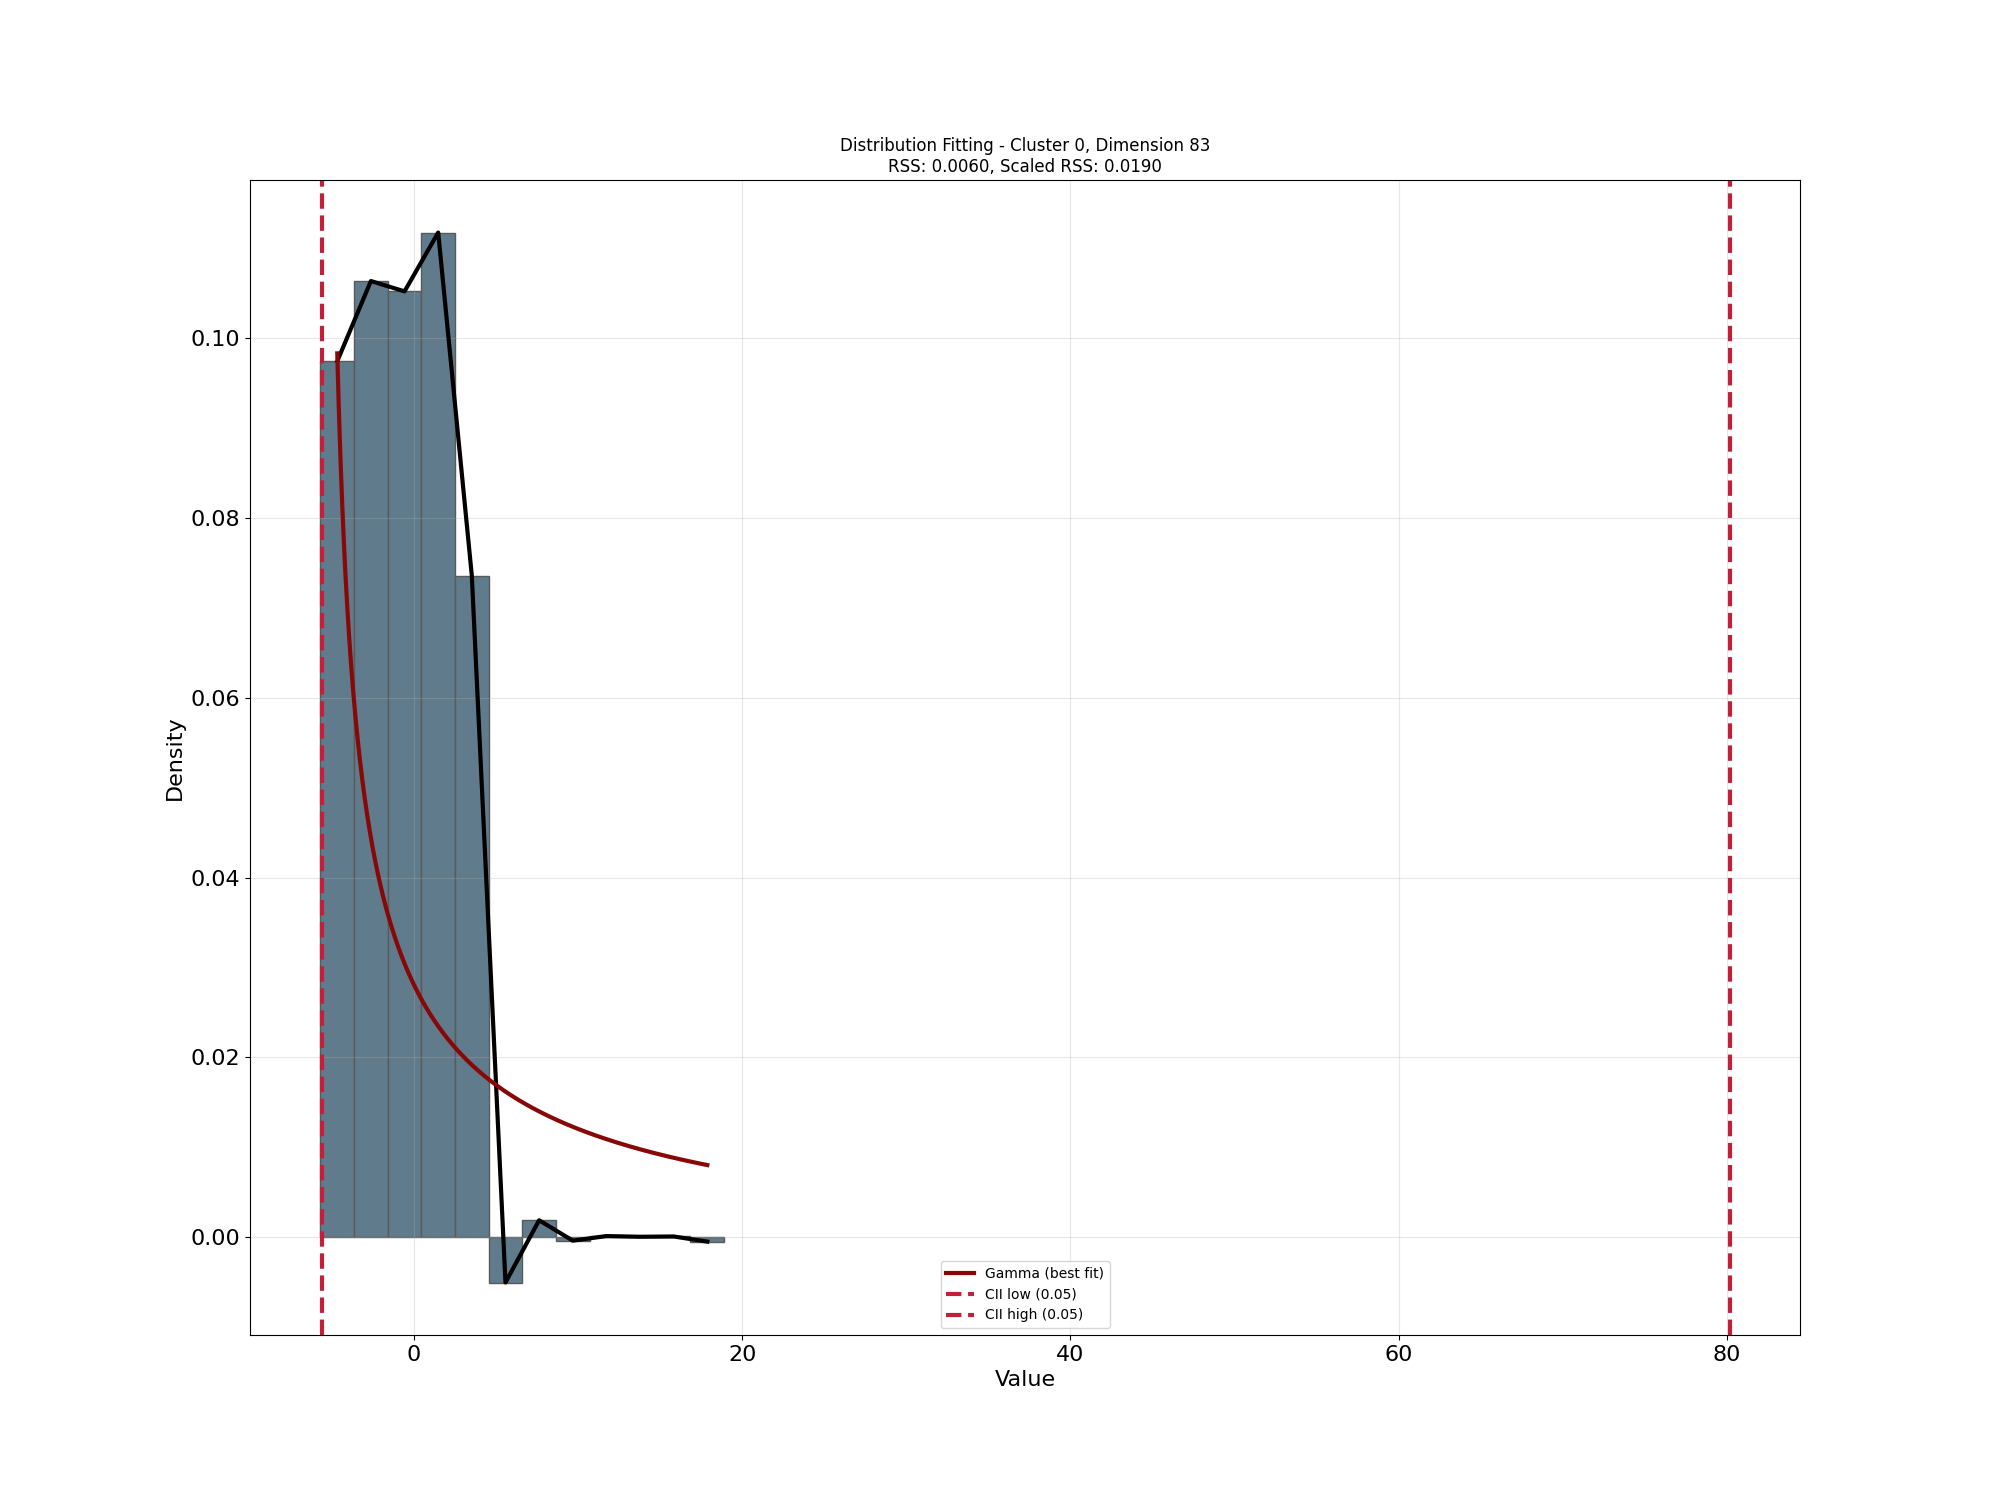 Distribution Fitting - Cluster 0, Dimension 83
RSS: 0.0060, Scaled RSS: 0.0190
0.10
0.08
0.06
0.04
0.02
0.00
Density
Gamma (best fit)
CII low (0.05)
CII high (0.05)
0 20 40 60 80
Value